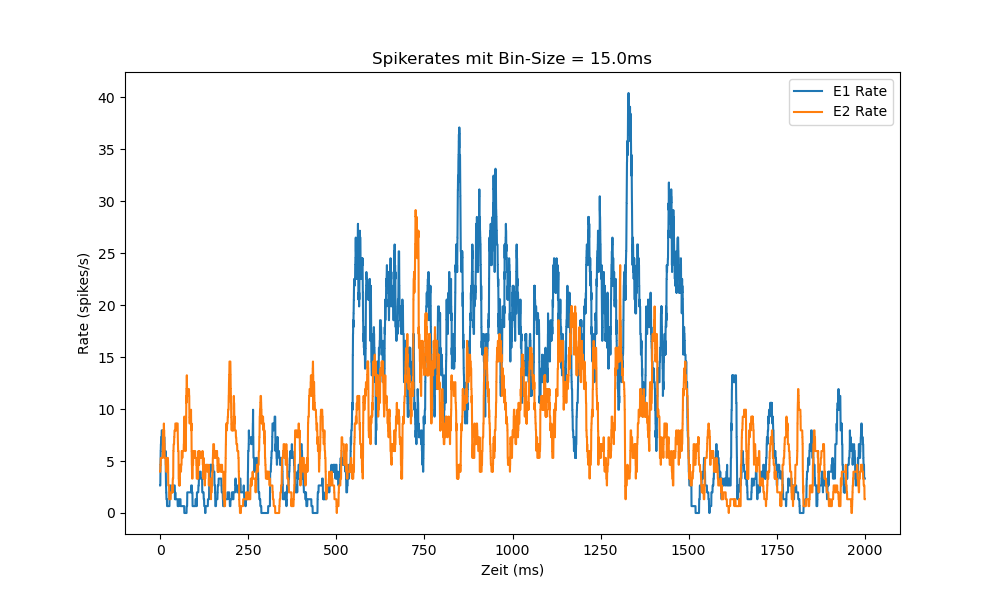 Spikerates mit Bin-Size = 15.0ms
E1 Rate
E2 Rate
Rate (spikes/s)
40
35
30
25
20
15
10
5
0
0 250 500 750 1000 1250 1500 1750 2000
Zeit (ms)